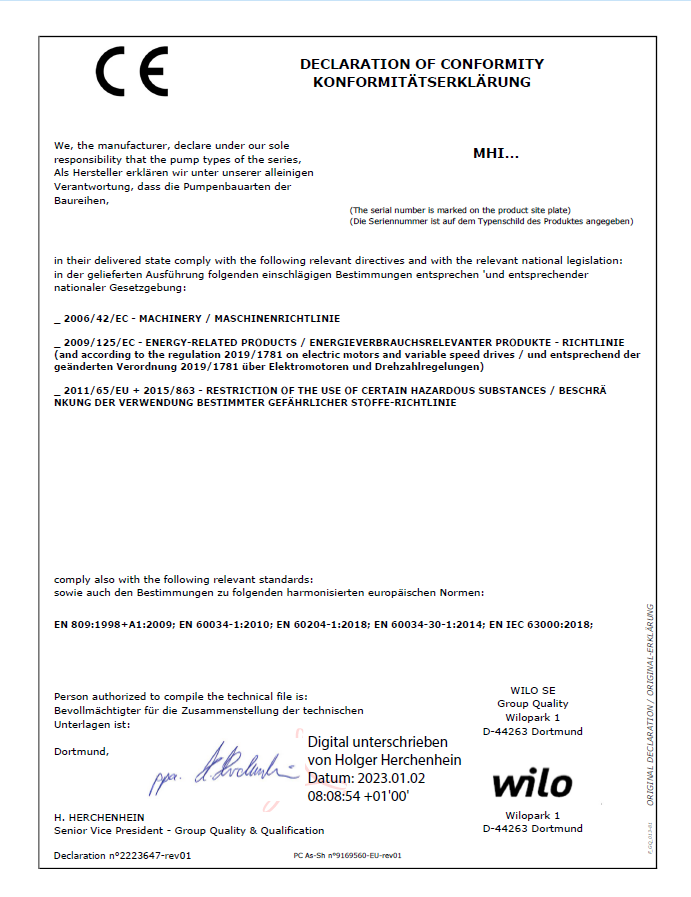 CE
DECLARATION OF CONFORMITY
KONFORMITÄTSERKLÄRUNG
We, the manufacturer, declare under our sole
responsibility that the pump types of the series,
Als Hersteller erklären wir unter unserer alleinigen
Verantwortung, dass die Pumpenbauarten der
Baureihen,
MHI...
(The serial number is marked on the product site plate)
(Die Seriennummer ist auf dem Typenschild des Produktes angegeben)
in their delivered state comply with the following relevant directives and with the relevant national legislation:
in der gelieferten Ausführung folgenden einschlägigen Bestimmungen entsprechen 'und entsprechender
nationaler Gesetzgebung:
_ 2006/42/EC - MACHINERY / MASCHINENRICHTLINIE
_ 2009/125/EC - ENERGY-RELATED PRODUCTS / ENERGIEVERBRAUCHSRELEVANTER PRODUKTE - RICHTLINIE
(and according to the regulation 2019/1781 on electric motors and variable speed drives / und entsprechend der
geänderten Verordnung 2019/1781 über Elektromotoren und Drehzahlregelungen)
_ 2011/65/EU + 2015/863 - RESTRICTION OF THE USE OF CERTAIN HAZARDOUS SUBSTANCES / BESCHRÄ
NKUNG DER VERWENDUNG BESTIMMTER GEFÄHRLICHER STOFFE-RICHTLINIE
comply also with the following relevant standards:
sowie auch den Bestimmungen zu folgenden harmonisierten europäischen Normen:
EN 809:1998+A1:2009; EN 60034-1:2010; EN 60204-1:2018; EN 60034-30-1:2014; EN IEC 63000:2018;
Person authorized to compile the technical file is:
Bevollmächtigter für die Zusammenstellung der technischen
Unterlagen ist:
WILO SE
Group Quality
Wilopark 1
D-44263 Dortmund
Dortmund,
ppa.
Digital unterschrieben
von Holger Herchenhein
Datum: 2023.01.02
08:08:54 +01'00'
wilo
H. HERCHENHEIN
Senior Vice President - Group Quality & Qualification
Wilopark 1
D-44263 Dortmund
Declaration n°2223647-rev01
PC As-Sh n°9169560-EU-rev01
ORIGINAL DECLARATION / ORIGINAL-ERKLÄRUNG
F_GQ_013-01